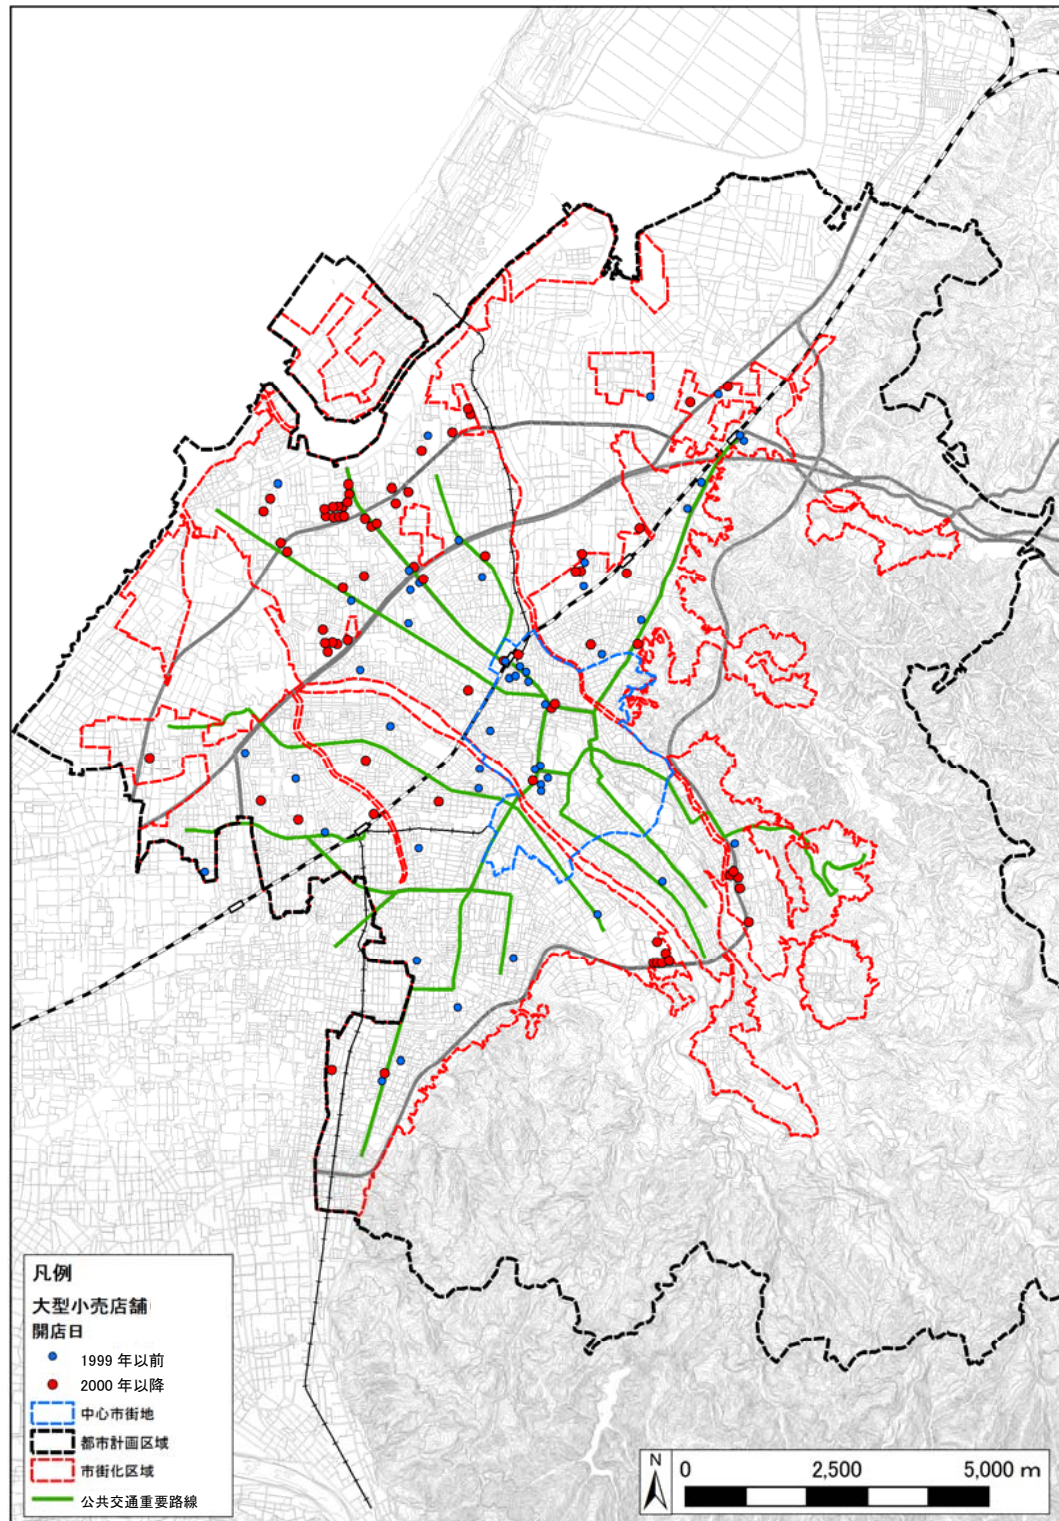 凡例
大型小売店舗
開店日
1999 年以前
2000 年以降
中心市街地
都市計画区域
市街化区域
公共交通重要路線
N
0 2,500 5,000 m